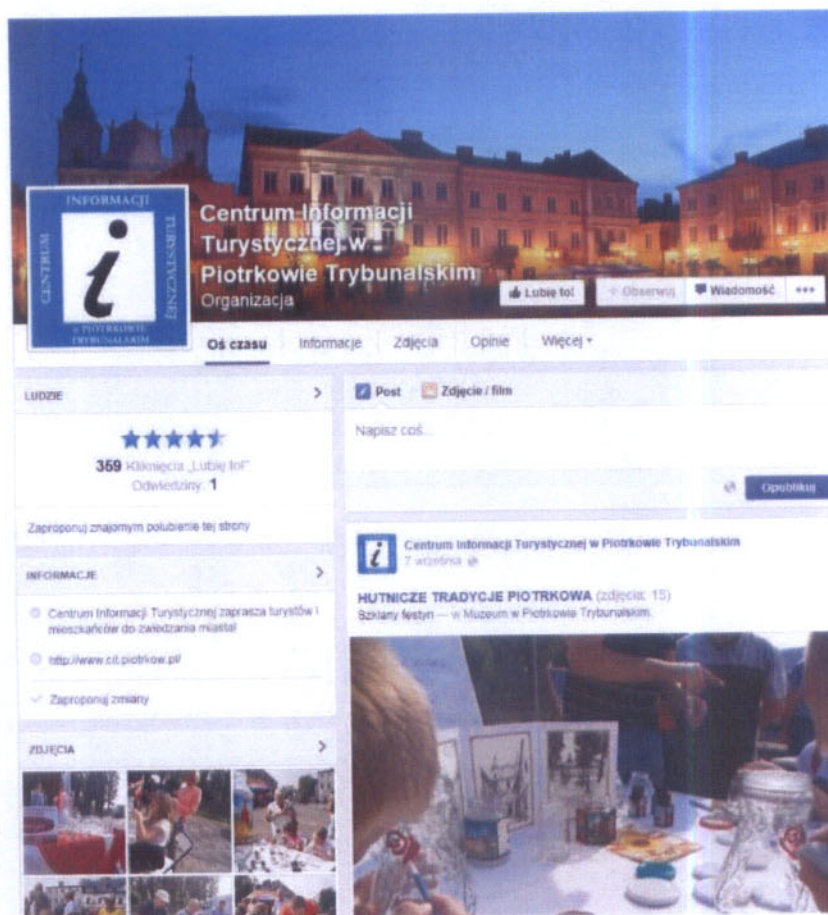 INFORMACJI
TURYSTYCZNEJ
CENTRUM
w PIOTRKOWIE
TRYBUNALSKIM
i
Centrum Informacji
Turystycznej w
Piotrkowie Trybunalskim
Organizacja
Lubię to!
Obserwuj
Wiadomość
Oś czasu
Informacje
Zdjęcia
Opinie
Więcej
LUDZIE
359 Kliknięcia „Lubię to!”
Odwiedziny: 1
Zaproponuj znajomym polubienie tej strony
INFORMACJE
Centrum Informacji Turystycznej zaprasza turystów i
mieszkańców do zwiedzania miasta!
http://www.cit.piotrkow.pl/
Zaproponuj zmiany
ZDJĘCIA
Post
Zdjęcie / film
Napisz coś...
Opublikuj
i
Centrum Informacji Turystycznej w Piotrkowie Trybunalskim
7 września
HUTNICZE TRADYCJE PIOTRKOWA (zdjęcia: 15)
Szklany festyn — w Muzeum w Piotrkowie Trybunalskim.